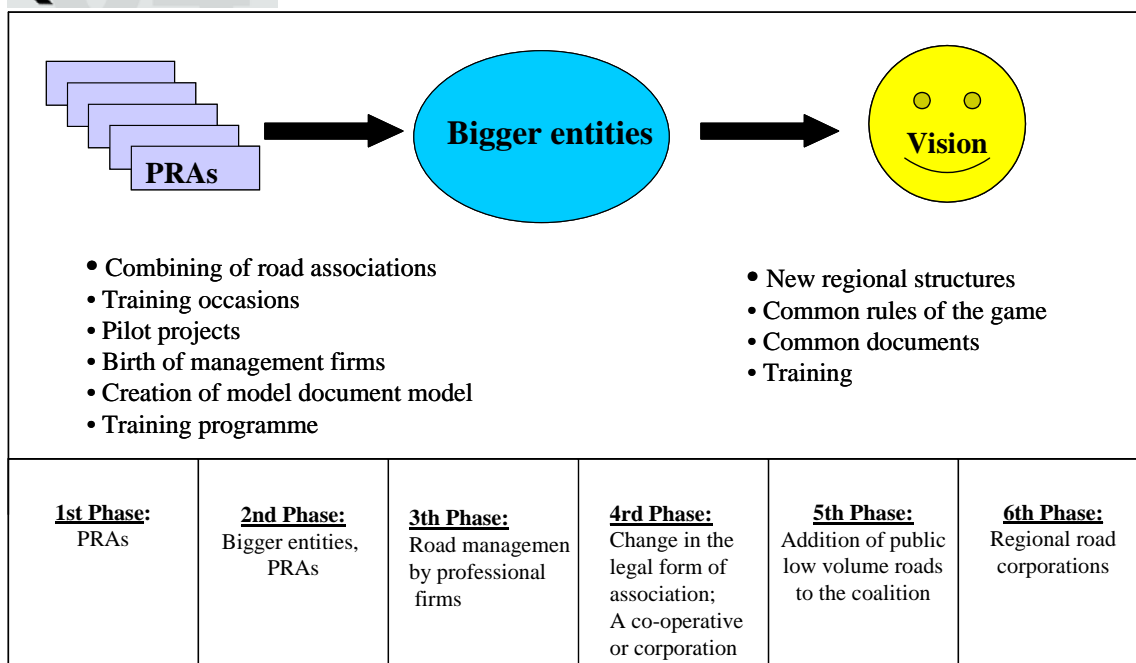 PRAs
Bigger entities
Vision
• Combining of road associations
• Training occasions
• Pilot projects
• Birth of management firms
• Creation of model document model
• Training programme
• New regional structures
• Common rules of the game
• Common documents
• Training
1st Phase:
PRAs
2nd Phase:
Bigger entities,
PRAs
3th Phase:
Road managemen
by professional
firms
4rd Phase:
Change in the
legal form of
association;
A co-operative
or corporation
5th Phase:
Addition of public
low volume roads
to the coalition
6th Phase:
Regional road
corporations